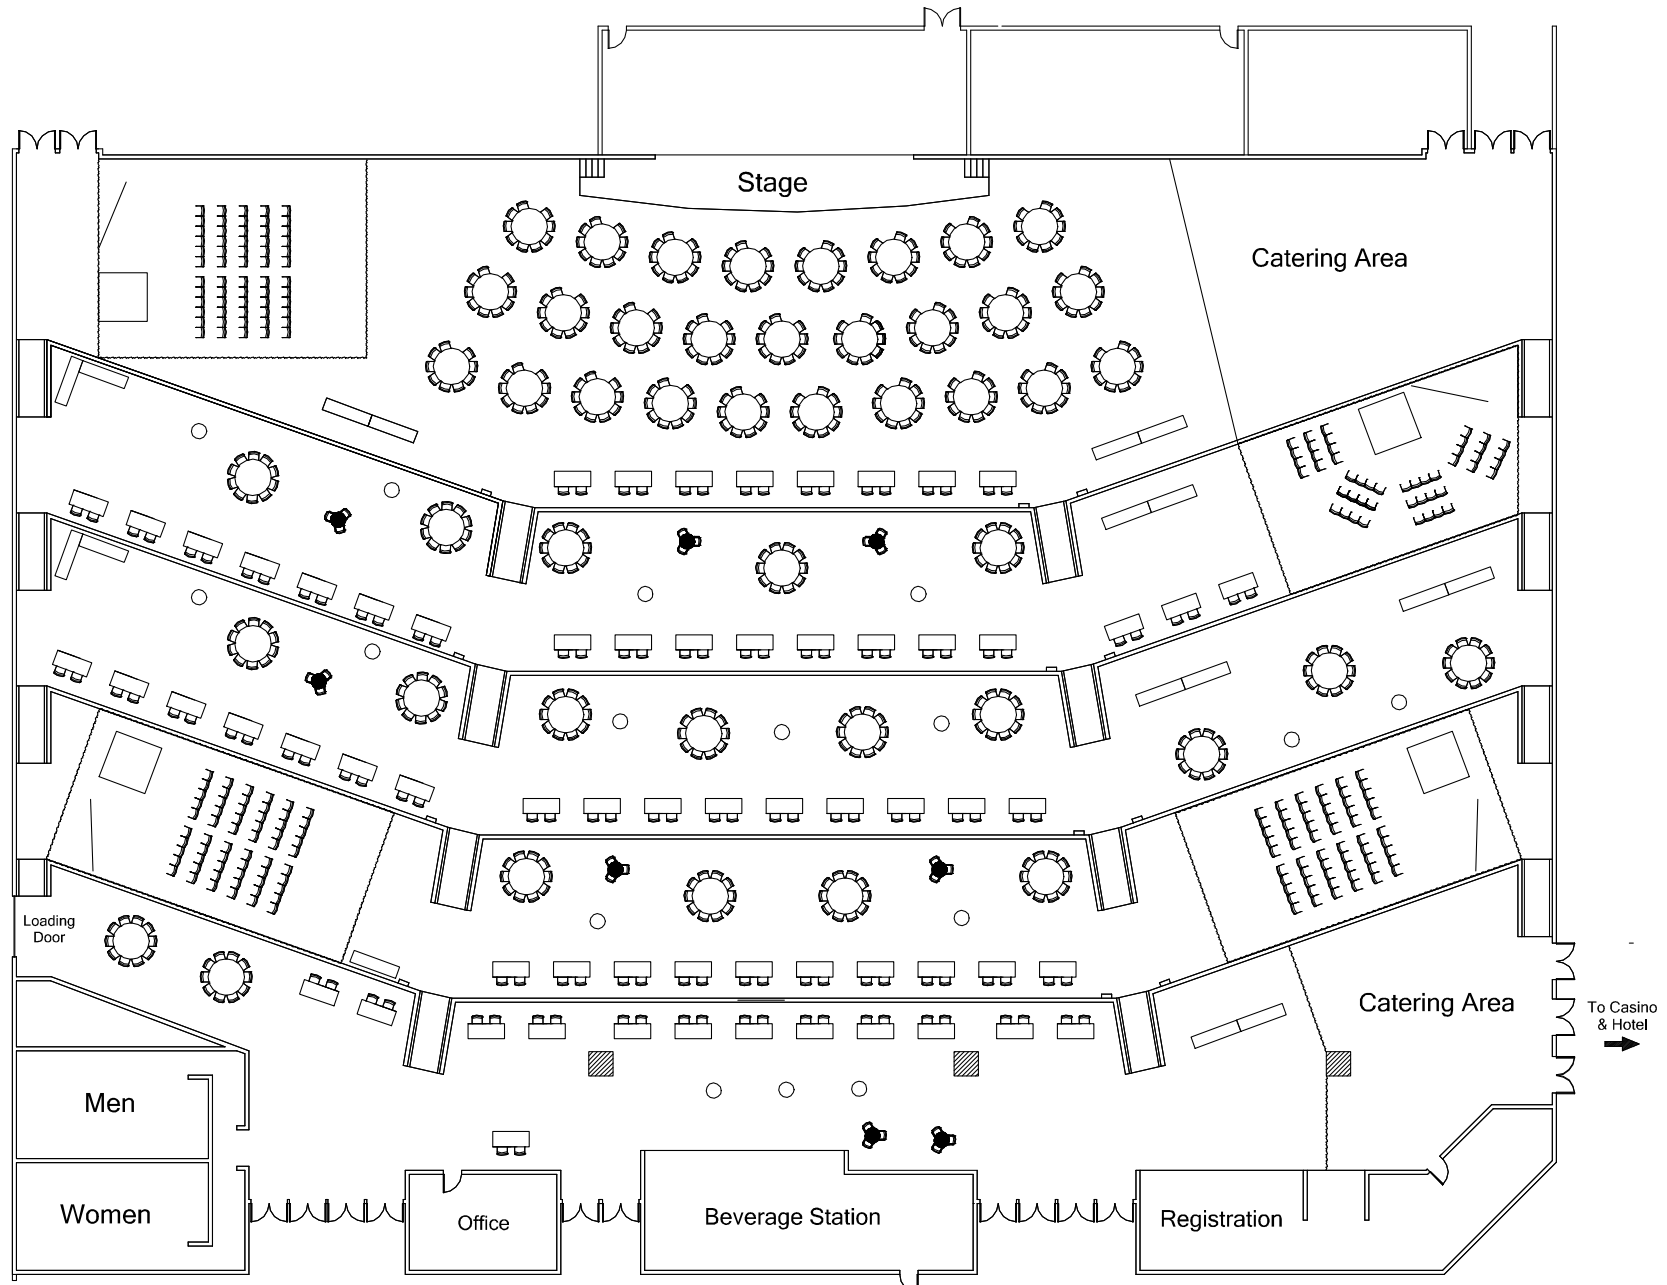 Stage
Catering Area
Loading
Door
Catering Area
To Casino
& Hotel
Men
Women
Office
Beverage Station
Registration